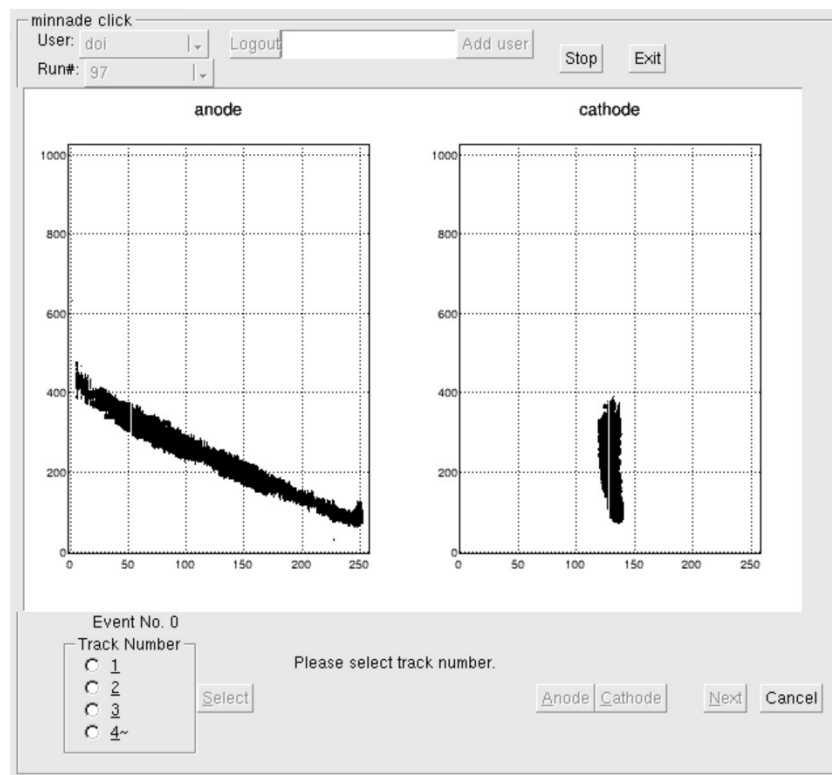 minnade click
User: doi Logout Add user Stop Exit
Run#: 97
anode cathode
1000 1000
800 800
600 600
400 400
200 200
0 0
0 50 100 150 200 250 0 50 100 150 200 250
Event No. 0
Track Number
1 Please select track number.
2
Select Anode Cathode Next Cancel
3
4~